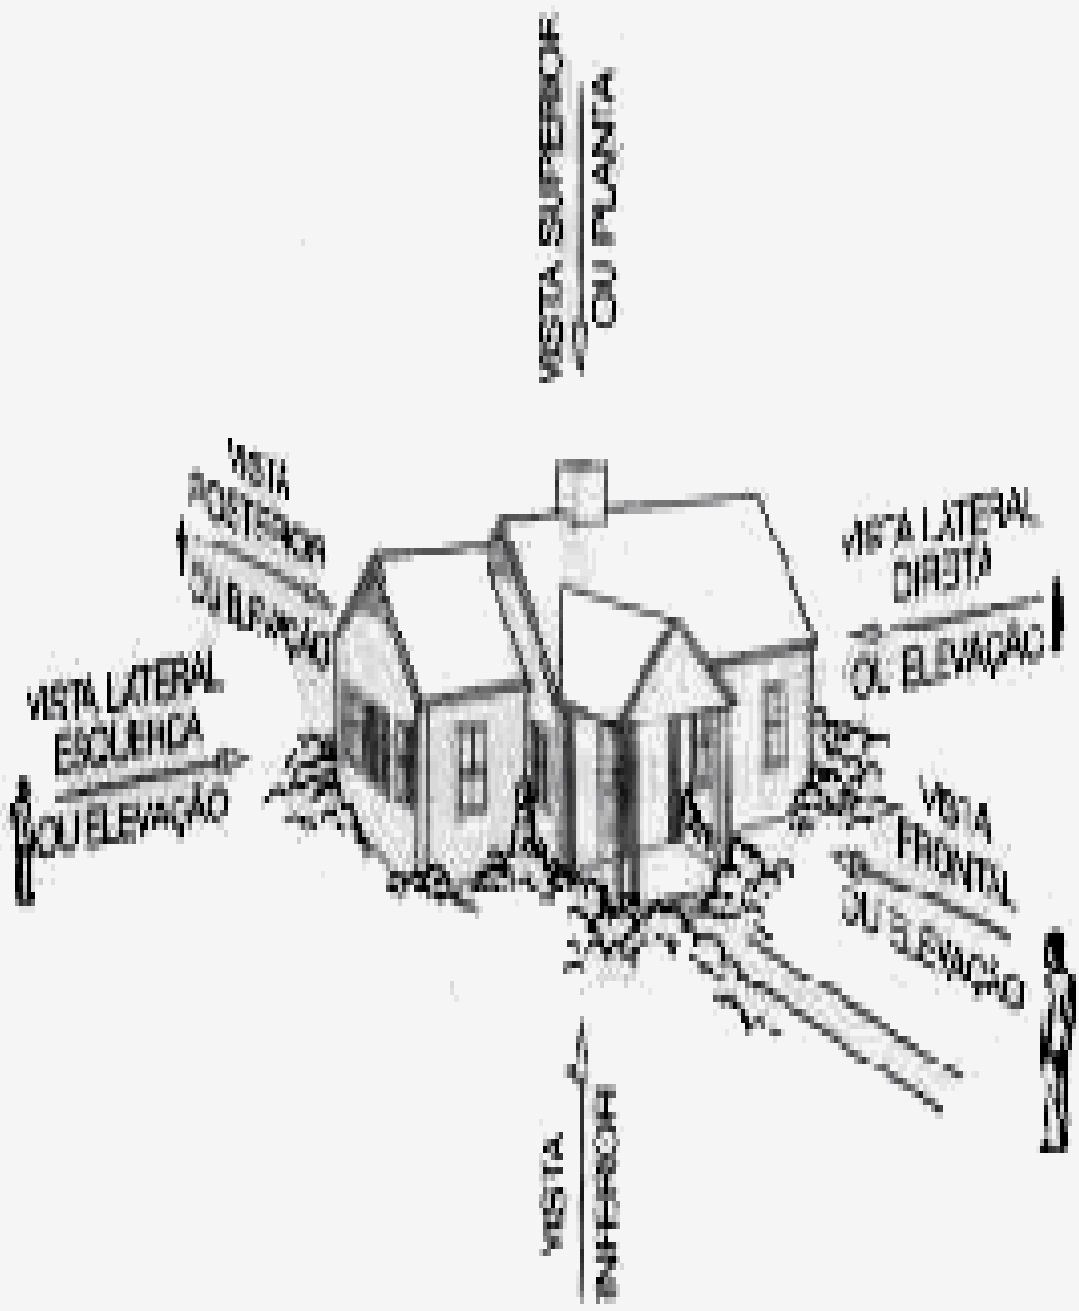 VISTA SUPERIOR
OU PLANTA
VISTA
POSTERIOR
OU ELEVAÇÃO
VISTA LATERAL
DIREITA
OU ELEVAÇÃO
VISTA LATERAL
ESQUERDA
OU ELEVAÇÃO
VISTA
FRONTAL
OU ELEVAÇÃO
VISTA
INFERIOR